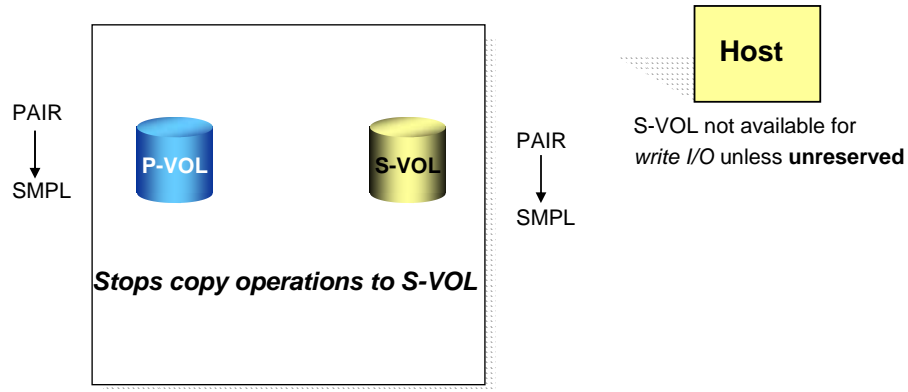 PAIR
SMPL
P-VOL
S-VOL
Stops copy operations to S-VOL
PAIR
SMPL
Host
S-VOL not available for
write I/O unless unreserved